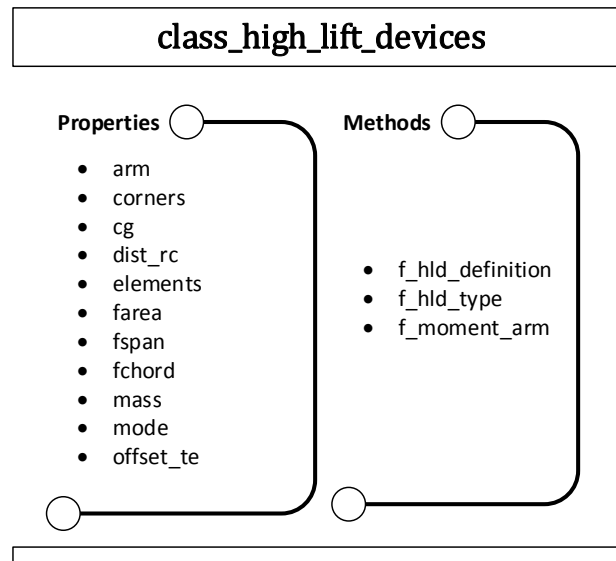 class_high_lift_devices
Properties
• arm
• corners
• cg
• dist_rc
• elements
• farea
• fspan
• fchord
• mass
• mode
• offset_te
Methods
• f_hld_definition
• f_hld_type
• f_moment_arm